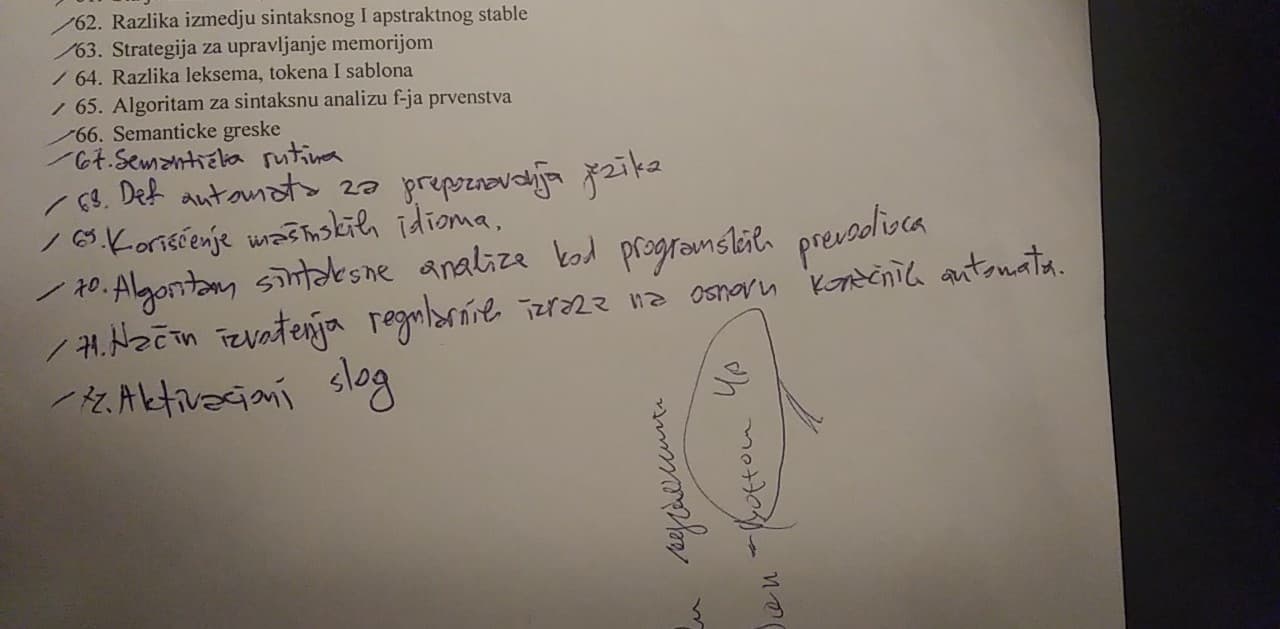 62. Razlika izmedju sintaksnog I apstraktnog stable
63. Strategija za upravljanje memorijom
64. Razlika leksema, tokena I sablona
65. Algoritam za sintaksnu analizu f-ja prvenstva
66. Semanticke greske
67. Semantička rutina
68. Def automata za prepoznavanja jezika
69. Korišćenje mašinskih idioma.
70. Algoritam sintaksne analize kod programskih prevodioca
71. Način izvođenja regularnih izraza na osnovu konačnih automata.
72. Aktivacioni slog
bottom up